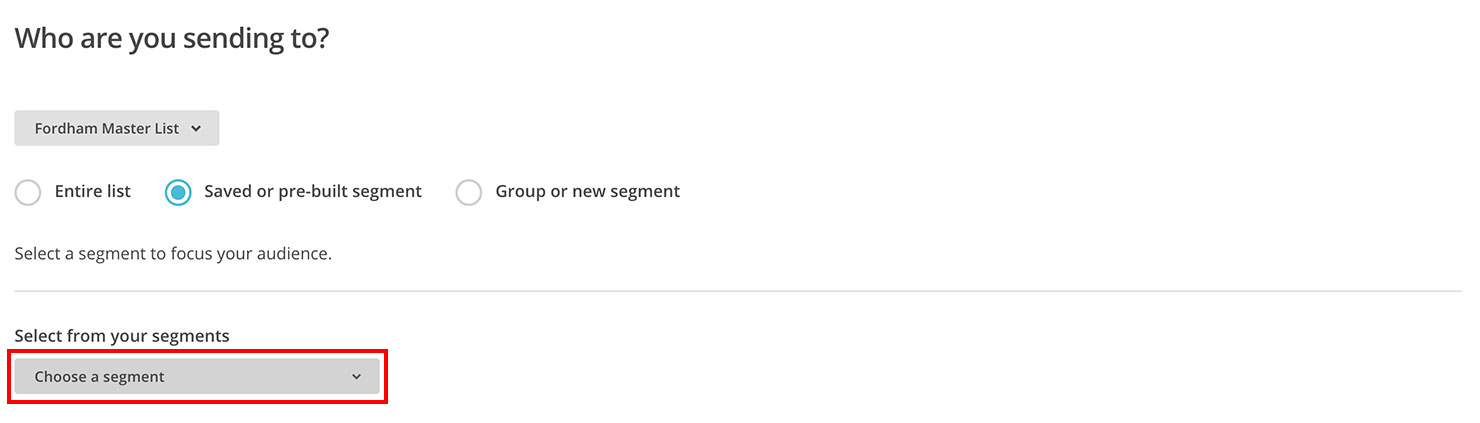 Who are you sending to?
Fordham Master List
Entire list Saved or pre-built segment Group or new segment
Select a segment to focus your audience.
Select from your segments
Choose a segment